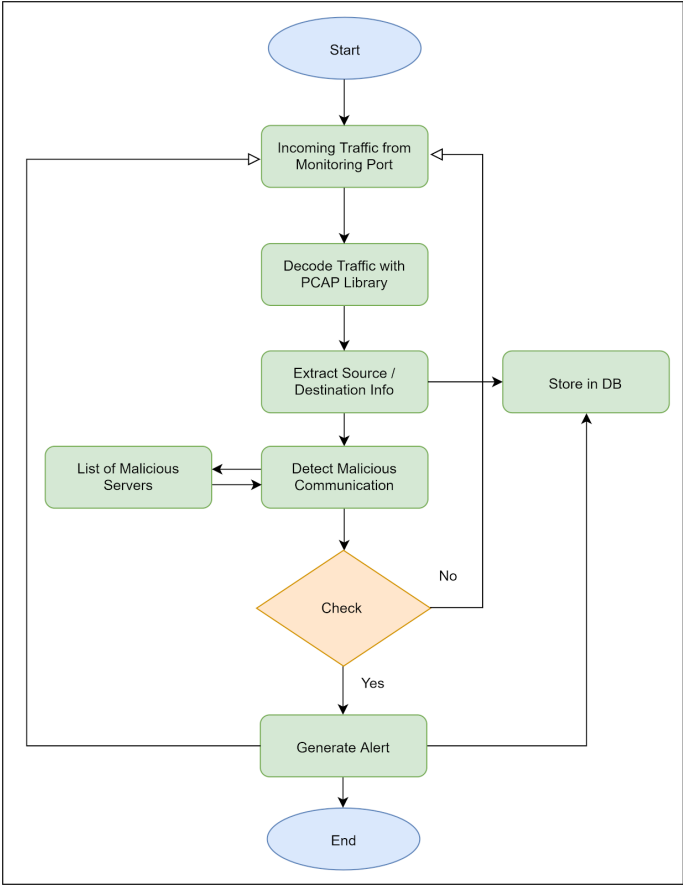 Start
Incoming Traffic from
Monitoring Port
Decode Traffic with
PCAP Library
Extract Source /
Destination Info
Store in DB
List of Malicious
Servers
Detect Malicious
Communication
No
Check
Yes
Generate Alert
End